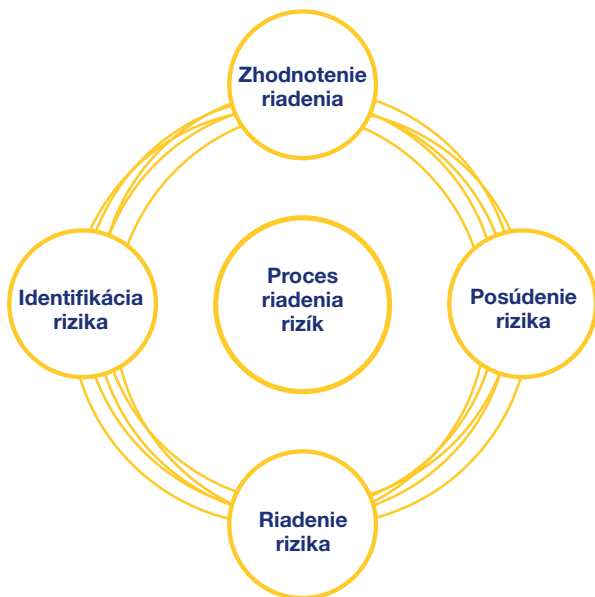 Zhodnotenie
riadenia
Identifikácia
rizika
Proces
riadenia
rizík
Posúdenie
rizika
Riadenie
rizika